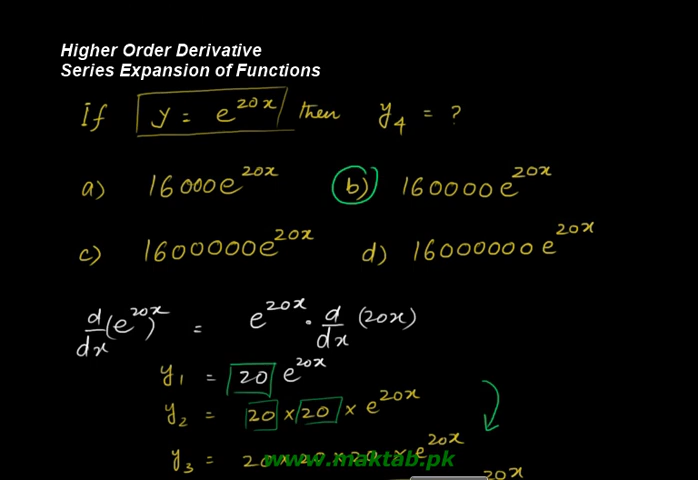 Higher Order Derivative
Series Expansion of Functions
If y = e^20x then y₄ = ?
a) 16000e^20x b) 160000e^20x
c) 1600000e^20x d) 16000000e^20x
d/dx(e^20x) = e^20x · d/dx(20x)
y₁ = 20 e^20x
y₂ = 20 × 20 × e^20x
y₃ = 20 × 20 × 20 × e^20x
www.maktab.pk
20x